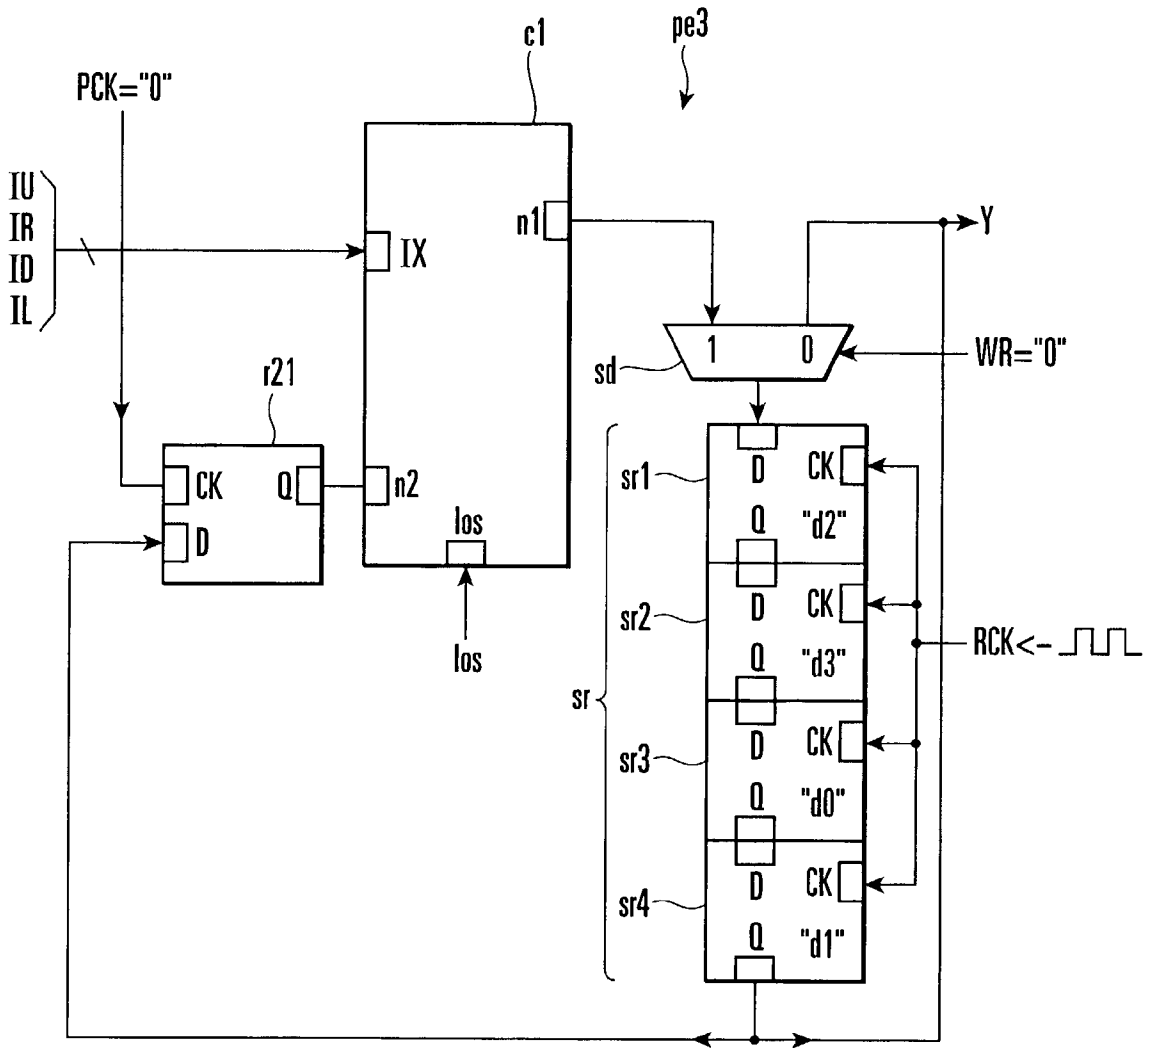 pe3
c1
PCK="0"
IU
IR
ID
IL
n1
IX
Y
1
0
WR="0"
sd
r21
CK
Q
D
n2
los
los
sr
sr1
D
CK
Q
"d2"
sr2
D
CK
Q
"d3"
RCK<-
sr3
D
CK
Q
"d0"
sr4
D
CK
Q
"d1"